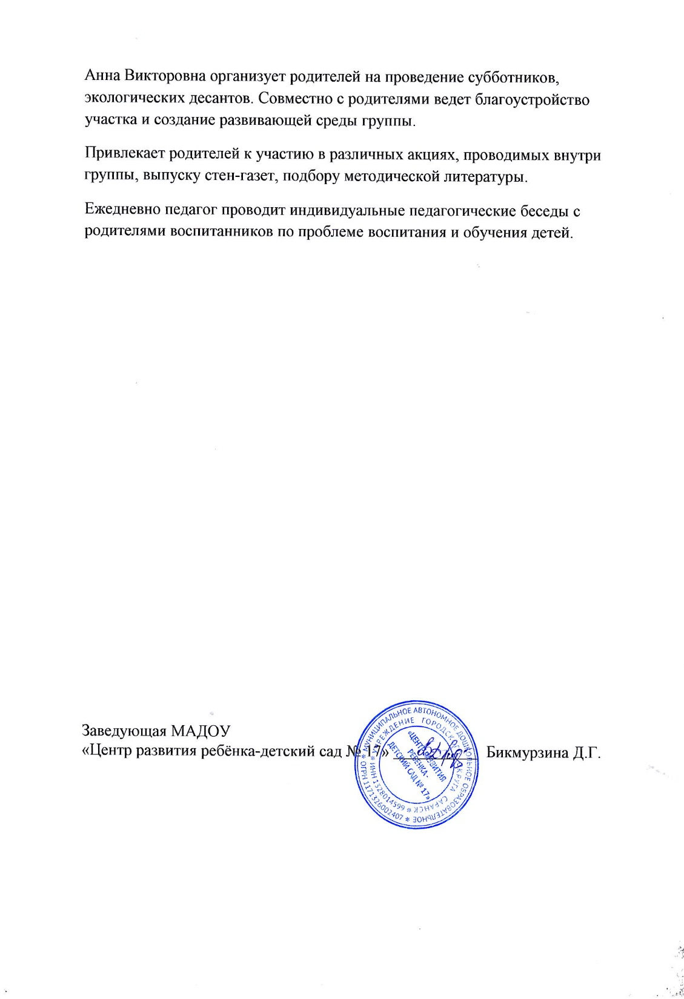 Анна Викторовна организует родителей на проведение субботников,
экологических десантов. Совместно с родителями ведет благоустройство
участка и создание развивающей среды группы.
Привлекает родителей к участию в различных акциях, проводимых внутри
группы, выпуску стен-газет, подбору методической литературы.
Ежедневно педагог проводит индивидуальные педагогические беседы с
родителями воспитанников по проблеме воспитания и обучения детей.
Заведующая МАДОУ
«Центр развития ребёнка-детский сад № 17» Бикмурзина Д.Г.
МУНИЦИПАЛЬНОЕ АВТОНОМНОЕ ДОШКОЛЬНОЕ ОБРАЗОВАТЕЛЬНОЕ * ОГРН 1171326002407 *
УЧРЕЖДЕНИЕ ГОРОДСКОГО ОКРУГА САРАНСК * ИНН 1328014599 *
«ЦЕНТР РАЗВИТИЯ
РЕБЕНКА -
ДЕТСКИЙ САД № 17»